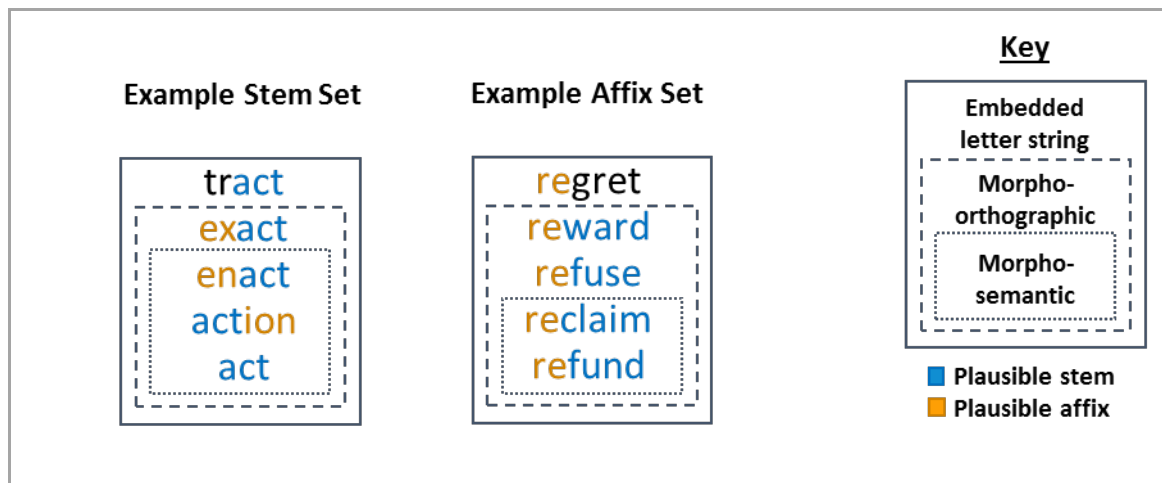 Example Stem Set
tract
exact
enact
action
act
Example Affix Set
regret
reward
refuse
reclaim
refund
Key
Embedded
letter string
Morpho-
orthographic
Morpho-
semantic
Plausible stem
Plausible affix